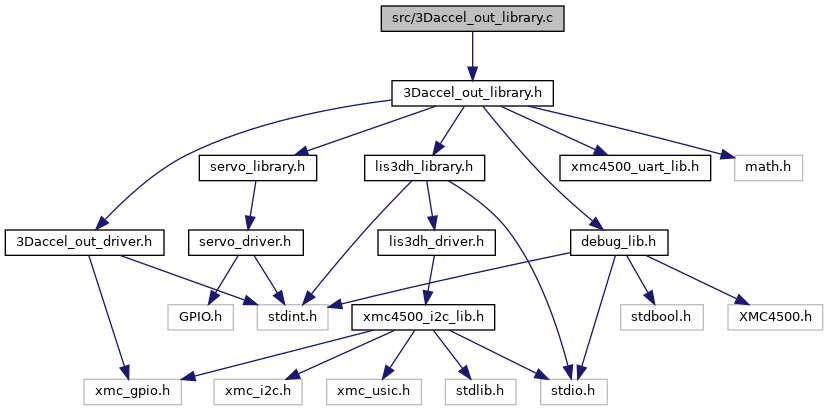 src/3Daccel_out_library.c
3Daccel_out_library.h
servo_library.h
lis3dh_library.h
xmc4500_uart_lib.h
math.h
3Daccel_out_driver.h
servo_driver.h
lis3dh_driver.h
debug_lib.h
GPIO.h
stdint.h
xmc4500_i2c_lib.h
stdbool.h
XMC4500.h
xmc_gpio.h
xmc_i2c.h
xmc_usic.h
stdlib.h
stdio.h